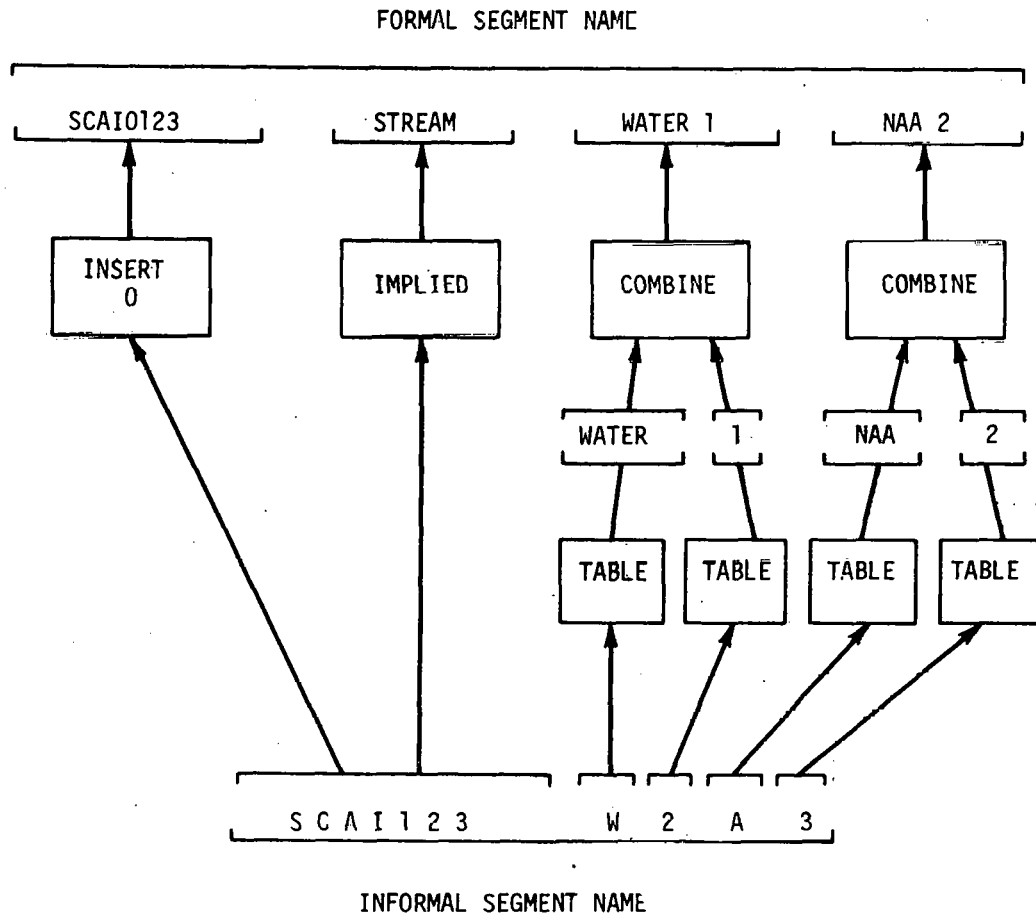 FORMAL SEGMENT NAME
SCAI0123 STREAM WATER 1 NAA 2
INSERT
0
IMPLIED
COMBINE
COMBINE
WATER 1 NAA 2
TABLE TABLE TABLE TABLE
S C A I 1 2 3 W 2 A 3
INFORMAL SEGMENT NAME